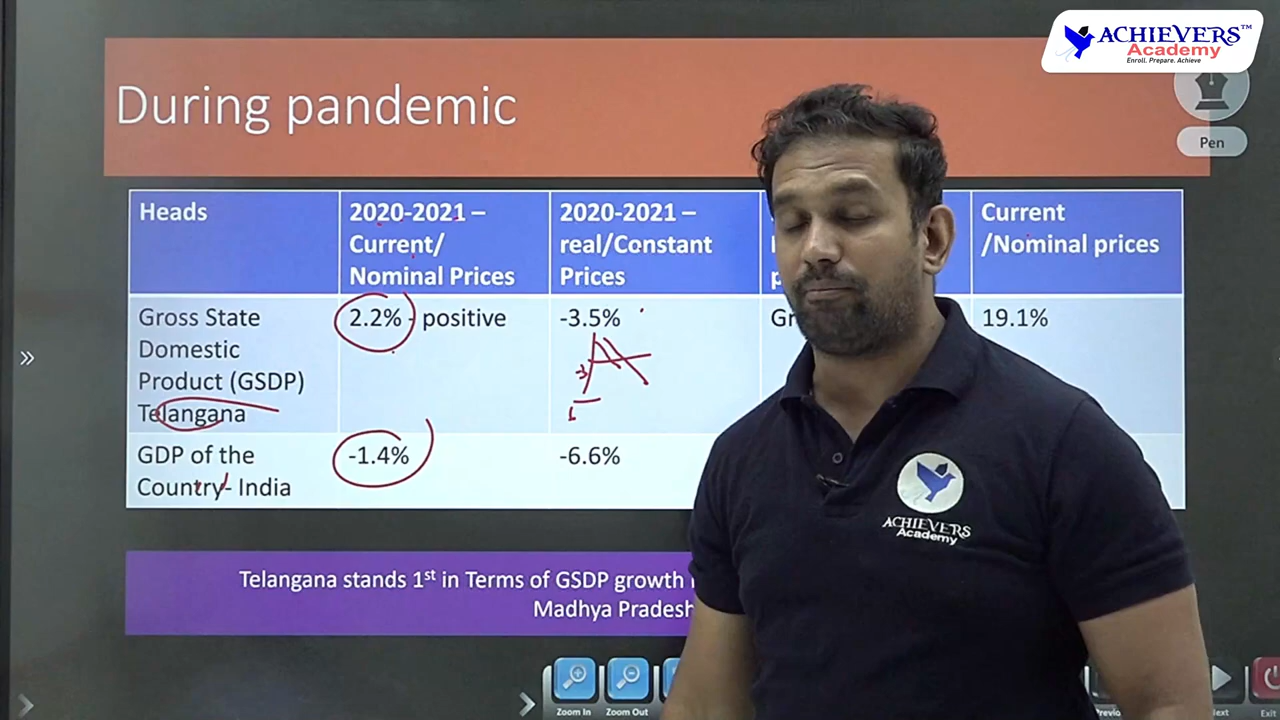 ACHIEVERS™
Academy
Enroll. Prepare. Achieve
During pandemic
Pen
Heads
2020-2021 –
Current/
Nominal Prices
2020-2021 –
real/Constant
Prices
Current
/Nominal prices
Gross State
Domestic
Product (GSDP)
Telangana
2.2% - positive
-3.5%
19.1%
GDP of the
Country- India
-1.4%
-6.6%
Telangana stands 1st in Terms of GSDP growth
Madhya Pradesh
ACHIEVERS
Academy
Zoom In
Zoom Out
Exit